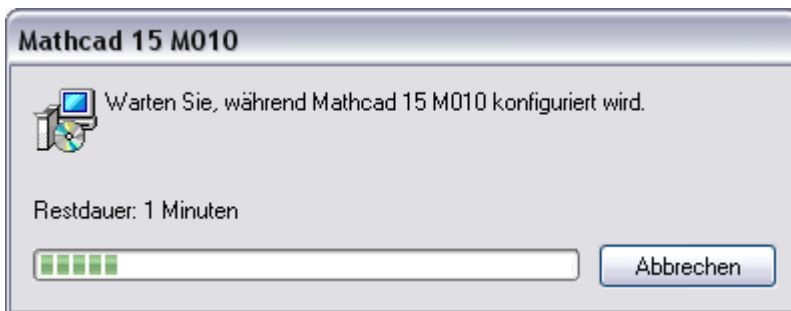 Mathcad 15 M010
Warten Sie, während Mathcad 15 M010 konfiguriert wird.
Restdauer: 1 Minuten
Abbrechen